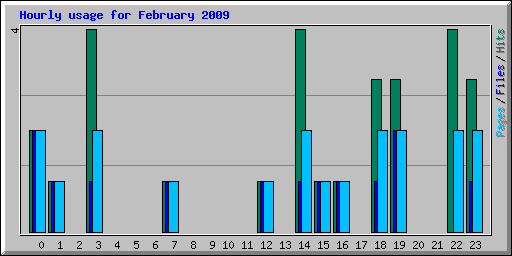 Hourly usage for February 2009
4
Pages / Files / Hits
0 1 2 3 4 5 6 7 8 9 10 11 12 13 14 15 16 17 18 19 20 21 22 23